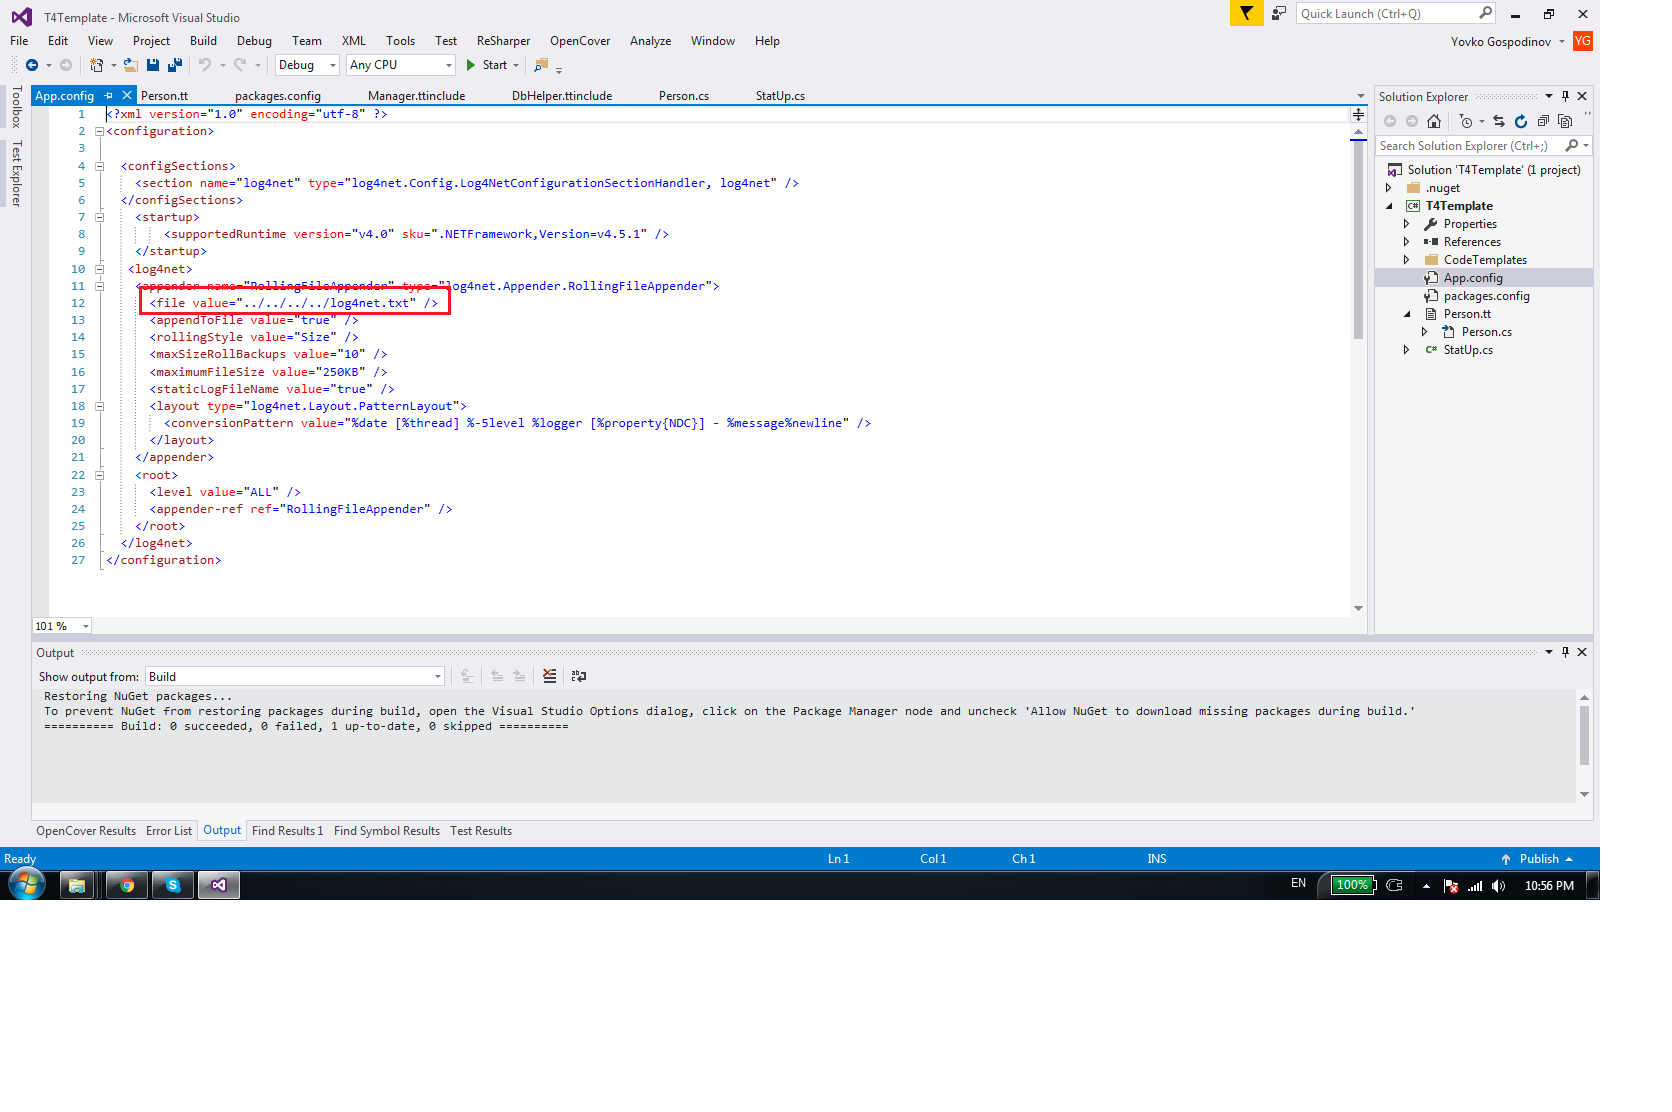 T4Template - Microsoft Visual Studio
Quick Launch (Ctrl+Q)
File Edit View Project Build Debug Team XML Tools Test ReSharper OpenCover Analyze Window Help
Yovko Gospodinov YG
Debug Any CPU Start
Toolbox
Test Explorer
App.config Person.tt packages.config Manager.ttinclude DbHelper.ttinclude Person.cs StatUp.cs
1 <?xml version="1.0" encoding="utf-8" ?>
2 <configuration>
3
4 <configSections>
5 <section name="log4net" type="log4net.Config.Log4NetConfigurationSectionHandler, log4net" />
6 </configSections>
7 <startup>
8 <supportedRuntime version="v4.0" sku=".NETFramework,Version=v4.5.1" />
9 </startup>
10 <log4net>
11 <appender name="RollingFileAppender" type="log4net.Appender.RollingFileAppender">
12 <file value="../../../../log4net.txt" />
13 <appendToFile value="true" />
14 <rollingStyle value="Size" />
15 <maxSizeRollBackups value="10" />
16 <maximumFileSize value="250KB" />
17 <staticLogFileName value="true" />
18 <layout type="log4net.Layout.PatternLayout">
19 <conversionPattern value="%date [%thread] %-5level %logger [%property{NDC}] - %message%newline" />
20 </layout>
21 </appender>
22 <root>
23 <level value="ALL" />
24 <appender-ref ref="RollingFileAppender" />
25 </root>
26 </log4net>
27 </configuration>
101 %
Solution Explorer
Search Solution Explorer (Ctrl+;)
Solution 'T4Template' (1 project)
.nuget
C# T4Template
Properties
References
CodeTemplates
App.config
packages.config
Person.tt
Person.cs
C# StatUp.cs
Output
Show output from: Build
Restoring NuGet packages...
To prevent NuGet from restoring packages during build, open the Visual Studio Options dialog, click on the Package Manager node and uncheck 'Allow NuGet to download missing packages during build.'
========== Build: 0 succeeded, 0 failed, 1 up-to-date, 0 skipped ==========
OpenCover Results Error List Output Find Results 1 Find Symbol Results Test Results
Ready Ln 1 Col 1 Ch 1 INS Publish
EN 100% 10:56 PM